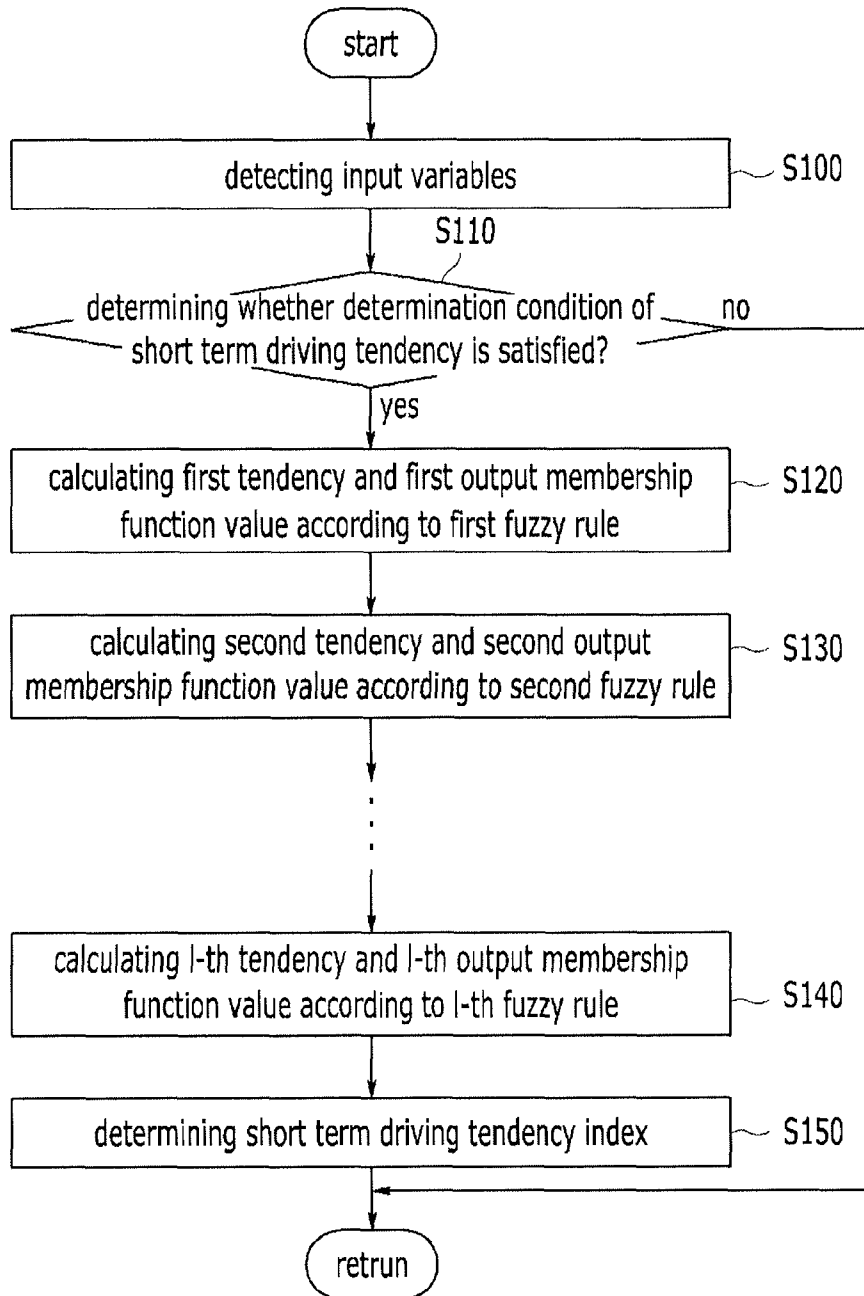 start
detecting input variables
S100
S110
determining whether determination condition of
short term driving tendency is satisfied?
no
yes
calculating first tendency and first output membership
function value according to first fuzzy rule
S120
calculating second tendency and second output
membership function value according to second fuzzy rule
S130
calculating l-th tendency and l-th output membership
function value according to l-th fuzzy rule
S140
determining short term driving tendency index
S150
retrun